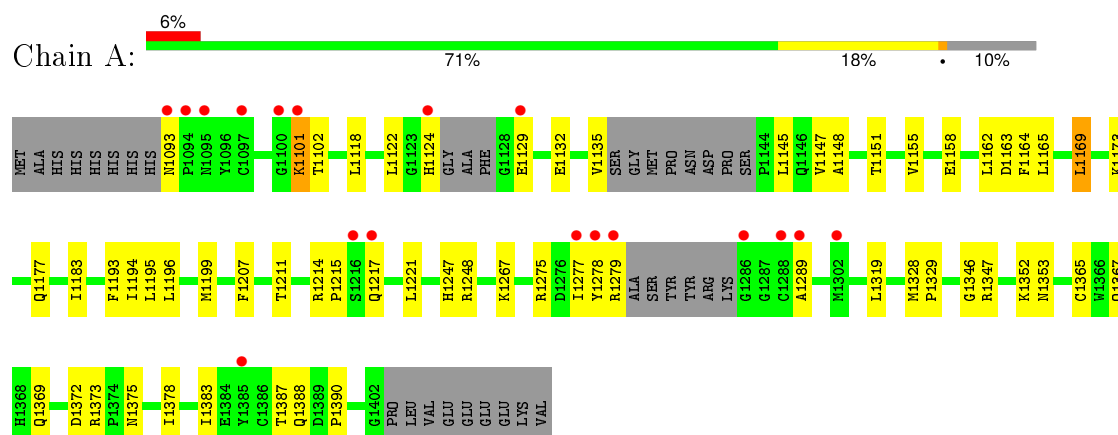 6%
Chain A:
71% 18% • 10%
MET ALA HIS HIS HIS HIS HIS HIS N1093 P1094 N1095 Y1096 C1097 G1100 K1101 T1102 L1118 L1122 G1123 H1124 GLY ALA PHE G1128 E1129 E1132 V1135 SER GLY MET PRO ASN ASP PRO SER P1144 L1145 Q1146 V1147 A1148 T1151 V1155 E1158 L1162 D1163 F1164 L1165 L1169 K1173
Q1177 I1183 F1193 I1194 L1195 L1196 M1199 F1207 T1211 R1214 P1215 S1216 Q1217 L1221 H1247 R1248 K1267 R1275 D1276 I1277 Y1278 R1279 ALA SER TYR TYR ARG LYS G1286 G1287 C1288 A1289 M1302 L1319 M1328 P1329 G1346 R1347 K1352 N1353 C1365 W1366 Q1367
H1368 Q1369 D1372 R1373 P1374 N1375 I1378 I1383 E1384 Y1385 C1386 T1387 Q1388 D1389 P1390 G1402 PRO LEU VAL GLU GLU GLU GLU LYS VAL